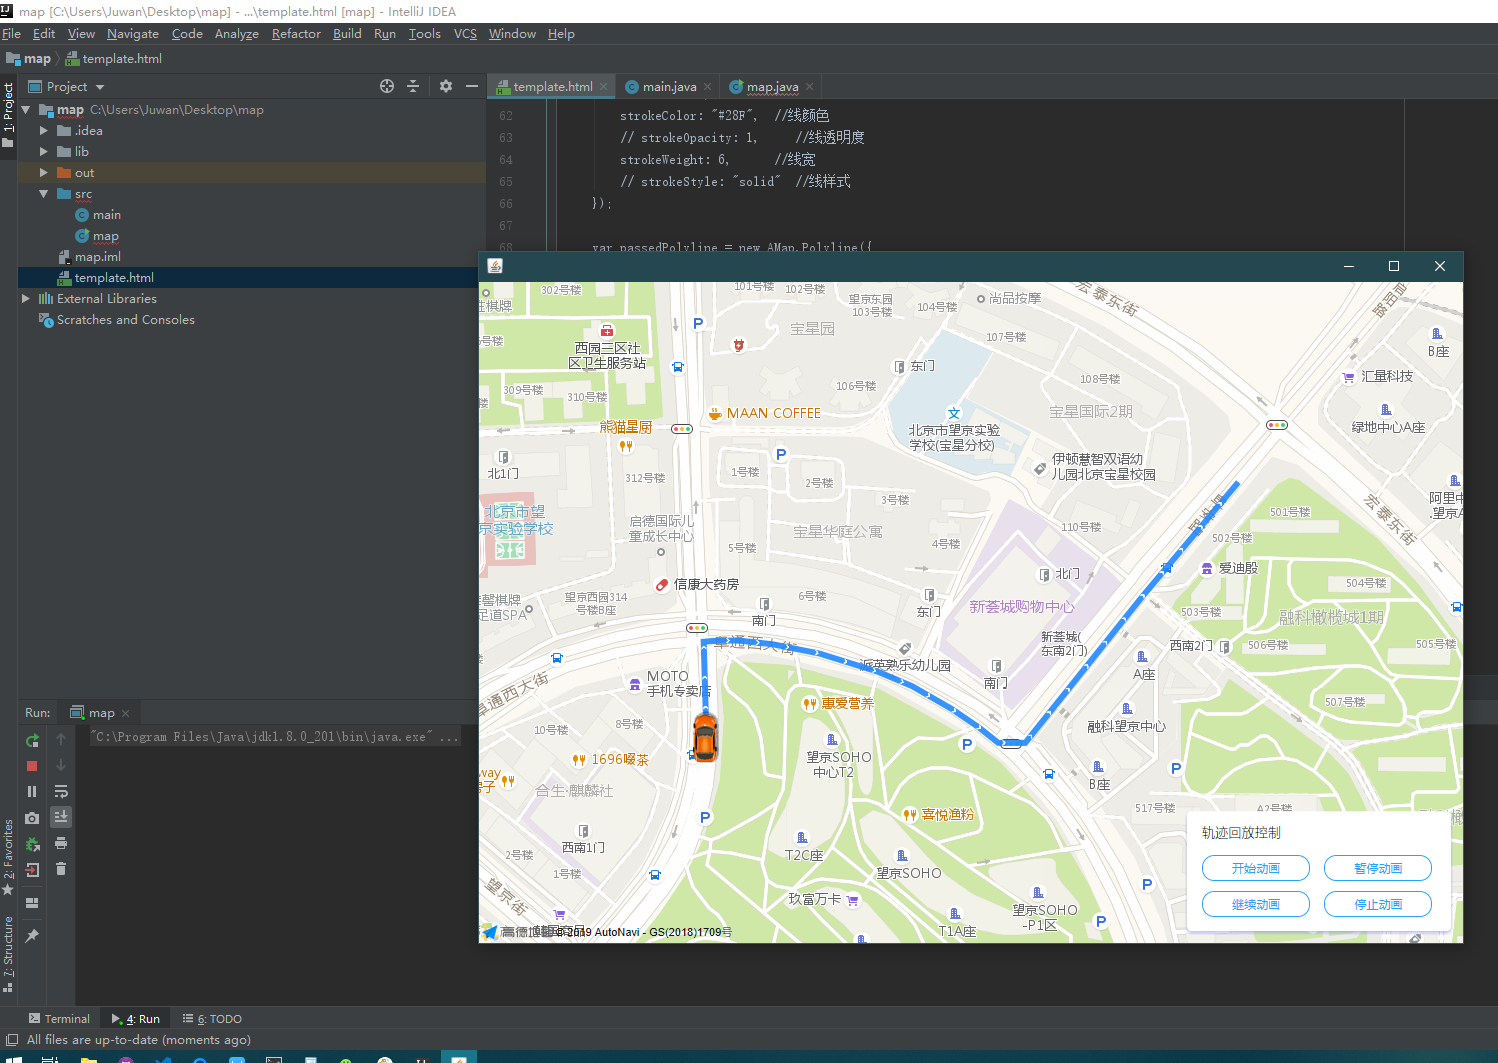 map [C:\Users\Juwan\Desktop\map] - ...\template.html [map] - IntelliJ IDEA
File Edit View Navigate Code Analyze Refactor Build Run Tools VCS Window Help
map template.html
1: Project
Project
template.html main.java map.java
map C:\Users\Juwan\Desktop\map
.idea
lib
out
src
main
map
map.iml
template.html
External Libraries
Scratches and Consoles
62 strokeColor: "#28F", //线颜色
63 // strokeOpacity: 1, //线透明度
64 strokeWeight: 6, //线宽
65 // strokeStyle: "solid" //线样式
66 });
67
68 var passedPolyline = new AMap.Polyline({
302号楼
101号楼
102号楼
望京东园
103号楼
104号楼
尚品按摩
宏泰东街
胜棋牌
P
宝星园
107号楼
B座
西园三区社
区卫生服务站
东门
106号楼
108号楼
汇量科技
309号楼
310号楼
MAAN COFFEE
宝星国际2期
绿地中心A座
熊猫星厨
北京市望京实验
学校(宝星分校)
P
北1门
312号楼
1号楼
2号楼
伊顿慧智双语幼
儿园北京宝星校园
3号楼
阿里中
宏泰东街
北京市望
京实验学校
启德国际儿
童成长中心
宝星华庭公寓
110号楼
501号楼
502号楼
5号楼
4号楼
信康大药房
北门
爱迪殷
504号楼
望京西园314
号楼B座
6号楼
东门
新荟城购物中心
503号楼
融科橄榄城1期
馨棋牌
足道SPA
南门
新荟城(
东南2门)
西南2门
506号楼
505号楼
阜通西大街
派英熟乐幼儿园
南门
A座
MOTO
手机专卖店
阜通西大街
惠爱营养
507号楼
10号楼
8号楼
融科望京中心
P
1696啜茶
望京SOHO
中心T2
P
B座
way
合生·麒麟社
喜悦渔粉
517号楼
A2号楼
P
西南1门
2号楼
1号楼
T2C座
望京SOHO
P
望京街
玖富万卡
望京SOHO
-P1区
T1A座
P
轨迹回放控制
开始动画 暂停动画
继续动画 停止动画
高德地图 © 2019 AutoNavi - GS(2018)1709号
Run: map
"C:\Program Files\Java\jdk1.8.0_201\bin\java.exe" ...
2: Favorites
7: Structure
Terminal 4: Run 6: TODO
All files are up-to-date (moments ago)